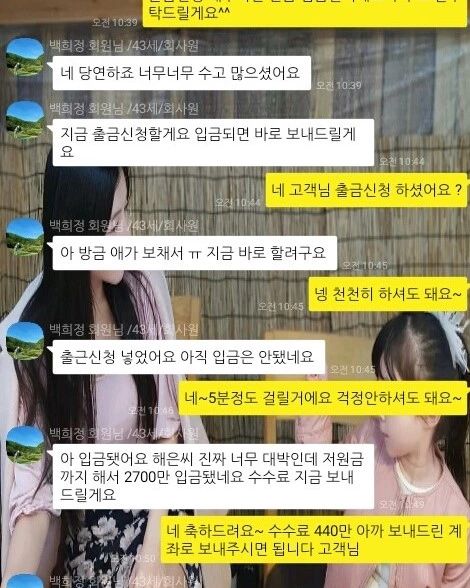 탁드릴게요^^
오전 10:39
백희정 회원님 /43세/회사원
네 당연하죠 너무너무 수고 많으셨어요
오전 10:39
백희정 회원님 /43세/회사원
지금 출금신청할게요 입금되면 바로 보내드릴게
요
오전 10:44
네 고객님 출금신청 하셨어요 ?
오전 10:44
백희정 회원님 /43세/회사원
아 방금 애가 보채서 ㅠ 지금 바로 할려구요
오전 10:45
넹 천천히 하셔도 돼요~
오전 10:45
백희정 회원님 /43세/회사원
출근신청 넣었어요 아직 입금은 안됐네요
오전 10:45
네~5분정도 걸릴거에요 걱정안하셔도 돼요~
오전 10:46
백희정 회원님 /43세/회사원
아 입금됐어요 해은씨 진짜 너무 대박인데 저원금
까지 해서 2700만 입금됐네요 수수료 지금 보내
드릴게요
오전 10:49
네 축하드려요~ 수수료 440만 아까 보내드린 계
좌로 보내주시면 됩니다 고객님
오전 10:50
백희정 회원님 /43세/회사원